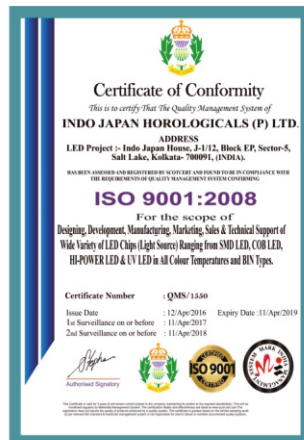 Certificate of Conformity
This is to certify That The Quality Management System of
INDO JAPAN HOROLOGICALS (P) LTD.
ADDRESS
LED Project :- Indo Japan House, J-1/12, Block EP, Sector-5,
Salt Lake, Kolkata- 700091, (INDIA).
HAS BEEN ASSESSED AND REGISTERED BY SCOTCERT AND FOUND TO BE IN COMPLIANCE WITH
THE REQUIREMENTS OF QUALITY MANAGEMENT SYSTEM CONFIRMING
ISO 9001:2008
For the scope of
Designing, Development, Manufacturing, Marketing, Sales & Technical Support of
Wide Variety of LED Chips (Light Source) Ranging from SMD LED, COB LED,
HI-POWER LED & UV LED in All Colour Temperatures and BIN Types.
Certificate Number : QMS/1550
Issue Date : 12/Apr/2016 Expiry Date :11/Apr/2019
1st Surveillance on or before : 11/Apr/2017
2nd Surveillance on or before : 11/Apr/2018
Authorised Signatory
CERTIFIED
ISO 9001